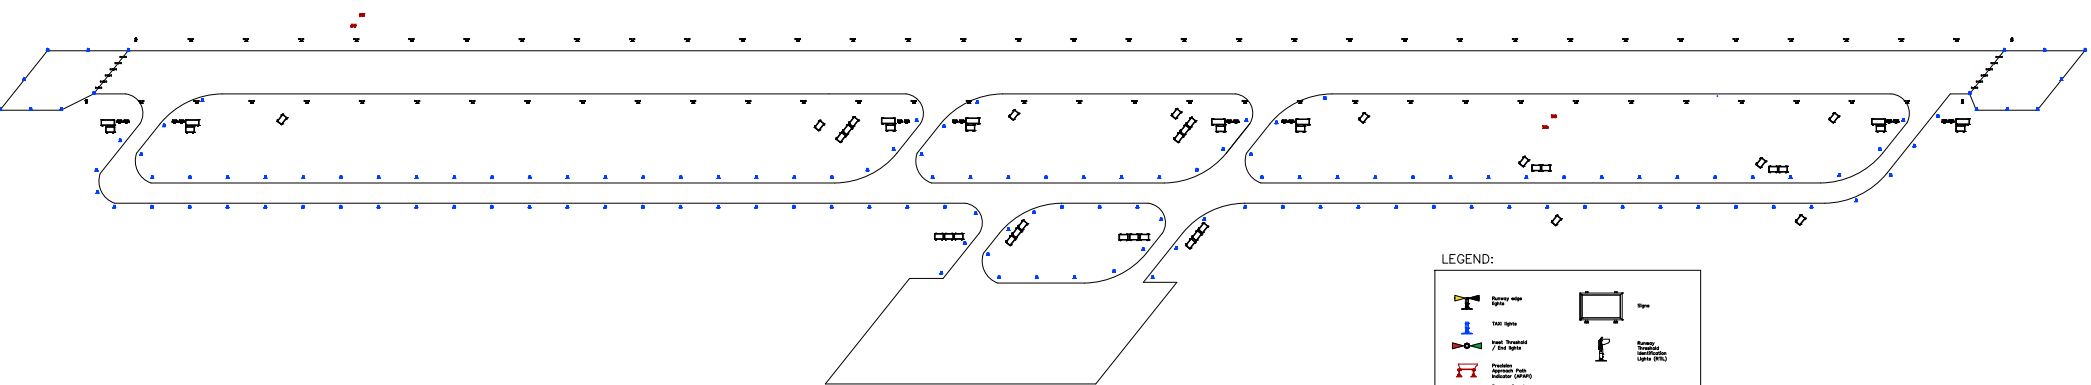 LEGEND:
Runway edge
lights
Signs
TAXI lights
Inset Threshold
/ End lights
Runway
Threshold
Identification
Lights (RTIL)
Precision
Approach Path
Indicator (APAPI)